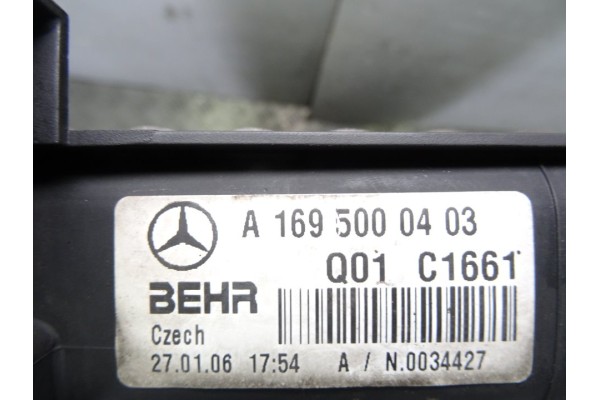 A 169 500 04 03
Q01 C1661
BEHR
Czech
27.01.06 17:54 A / N.0034427